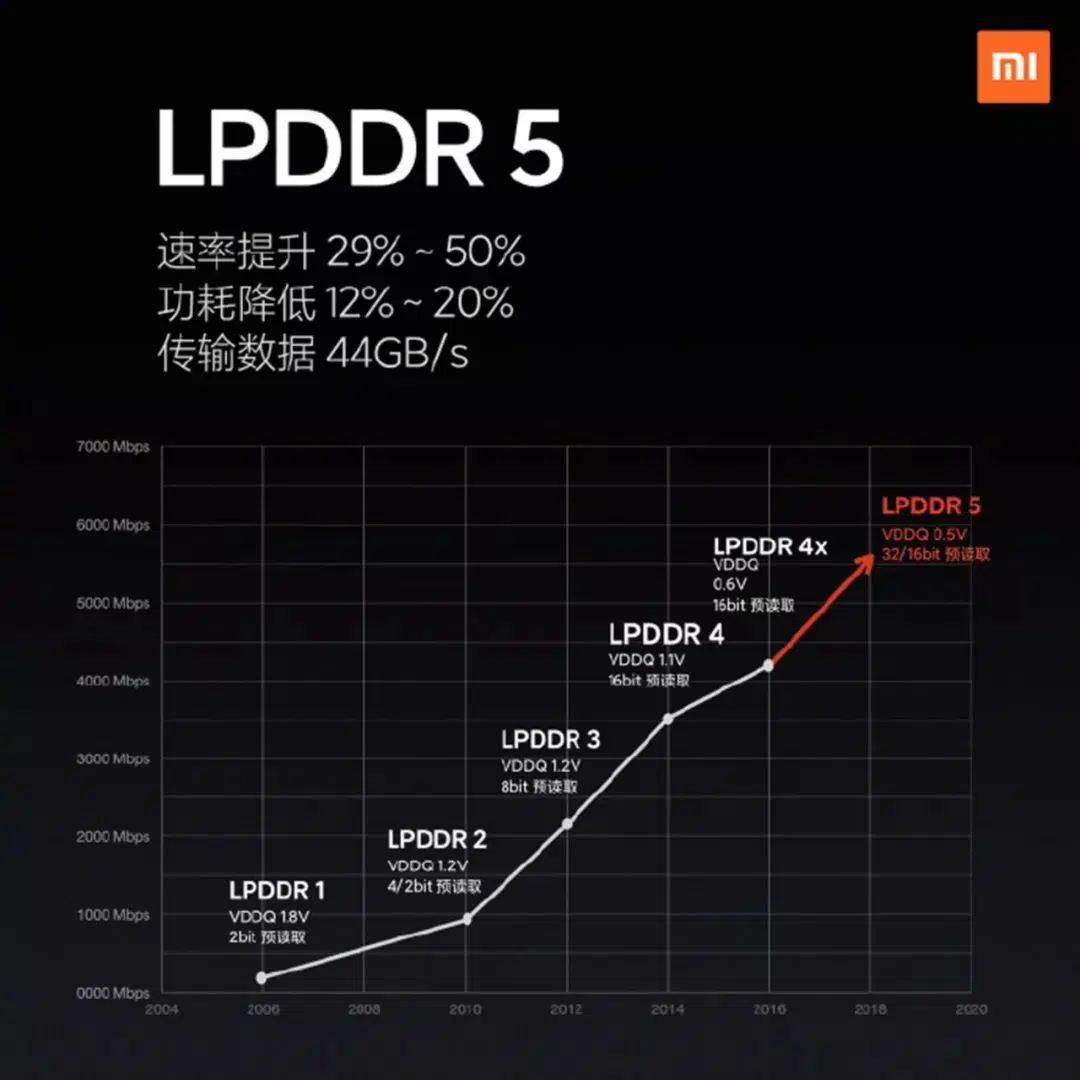 mi
LPDDR 5
速率提升 29% ~ 50%
功耗降低 12% ~ 20%
传输数据 44GB/s
7000 Mbps
6000 Mbps
5000 Mbps
4000 Mbps
3000 Mbps
2000 Mbps
1000 Mbps
0000 Mbps
LPDDR 1
VDDQ 1.8V
2bit 预读取
LPDDR 2
VDDQ 1.2V
4/2bit 预读取
LPDDR 3
VDDQ 1.2V
8bit 预读取
LPDDR 4
VDDQ 1.1V
16bit 预读取
LPDDR 4x
VDDQ
0.6V
16bit 预读取
LPDDR 5
VDDQ 0.5V
32/16bit 预读取
2004 2006 2008 2010 2012 2014 2016 2018 2020